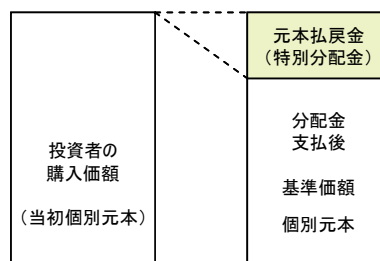 投資者の
購入価額
（当初個別元本）
元本払戻金
（特別分配金）
分配金
支払後
基準価額
個別元本